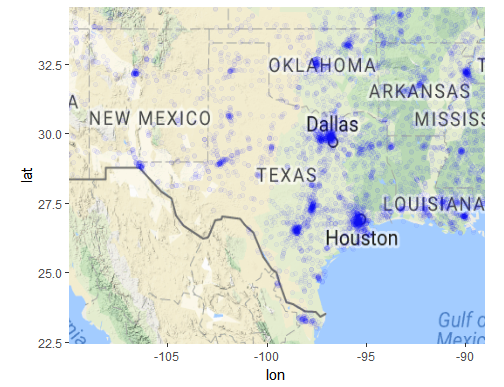 32.5
OKLAHOMA
T
ARKANSAS
A
NEW MEXICO
MISSISS
30.0
Dallas
lat
TEXAS
27.5
LOUISIANA
Houston
25.0
Gulf o
Mexic
nia
22.5
-105
-100
-95
-90
lon